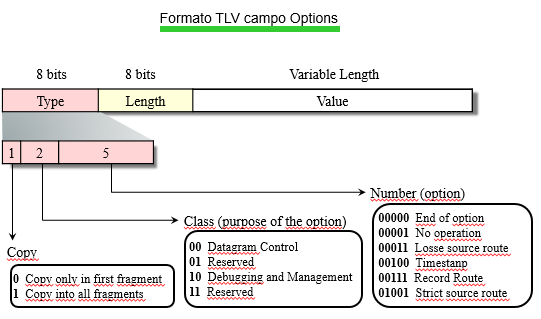 Formato TLV campo Options
8 bits 8 bits Variable Length
Type Length Value
1 2 5
Number (option)
00000 End of option
00001 No operation
00011 Losse source route
00100 Timestanp
00111 Record Route
01001 Strict source route
Class (purpose of the option)
00 Datagram Control
01 Reserved
10 Debugging and Management
11 Reserved
Copy
0 Copy only in first fragment
1 Copy into all fragments